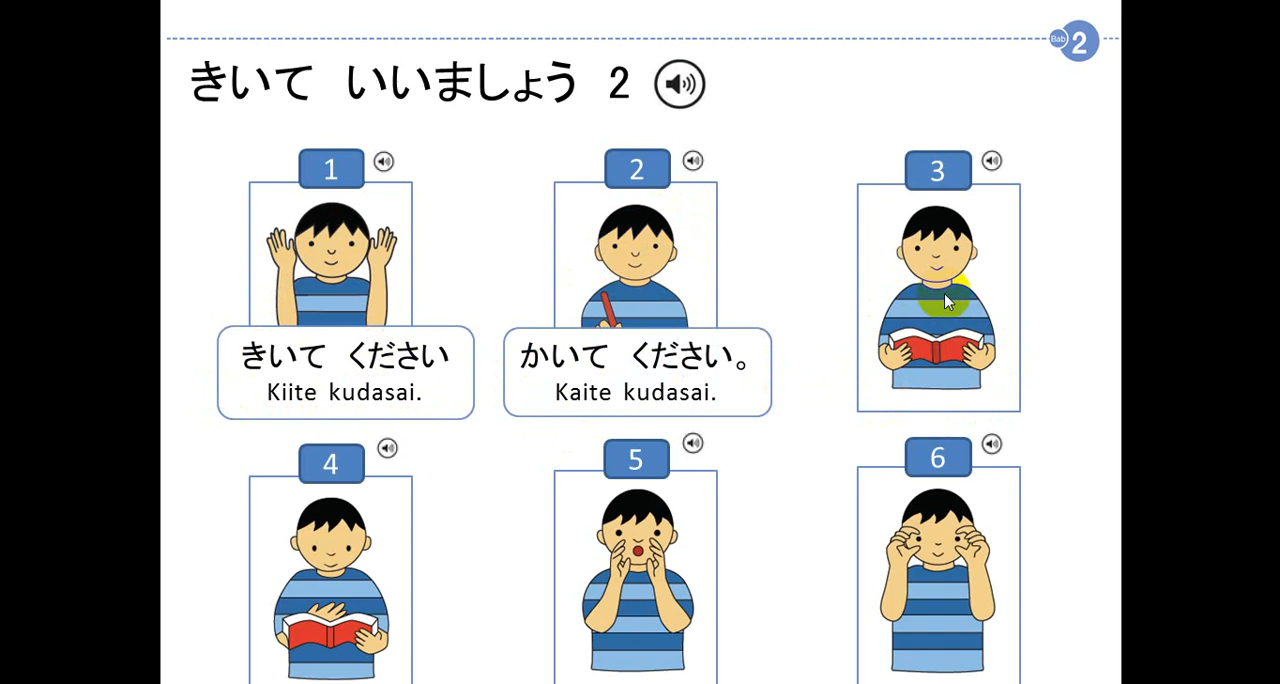 Bab 2
きいて いいましょう 2
1
2
3
きいて ください
Kiite kudasai.
かいて ください。
Kaite kudasai.
4
5
6